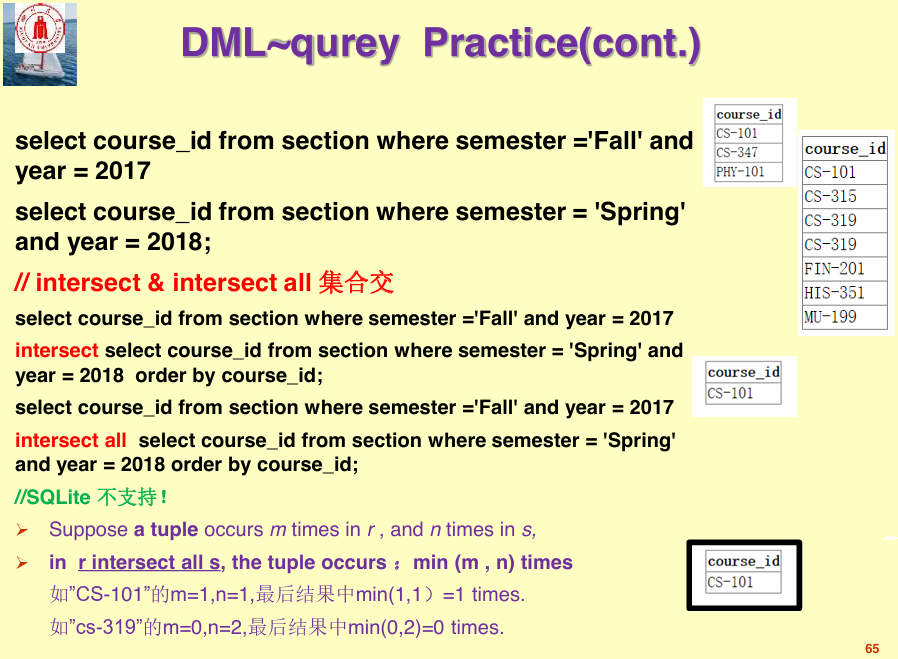 DML~qurey Practice(cont.)
select course_id from section where semester ='Fall' and
year = 2017
select course_id from section where semester = 'Spring'
and year = 2018;
// intersect & intersect all 集合交
select course_id from section where semester ='Fall' and year = 2017
intersect select course_id from section where semester = 'Spring' and
year = 2018 order by course_id;
select course_id from section where semester ='Fall' and year = 2017
intersect all select course_id from section where semester = 'Spring'
and year = 2018 order by course_id;
//SQLite 不支持！
➢ Suppose a tuple occurs m times in r , and n times in s,
➢ in r intersect all s, the tuple occurs ：min (m , n) times
如”CS-101”的m=1,n=1,最后结果中min(1,1）=1 times.
如”cs-319”的m=0,n=2,最后结果中min(0,2)=0 times.
course_id
CS-101
CS-347
PHY-101
course_id
CS-101
CS-315
CS-319
CS-319
FIN-201
HIS-351
MU-199
course_id
CS-101
course_id
CS-101
65